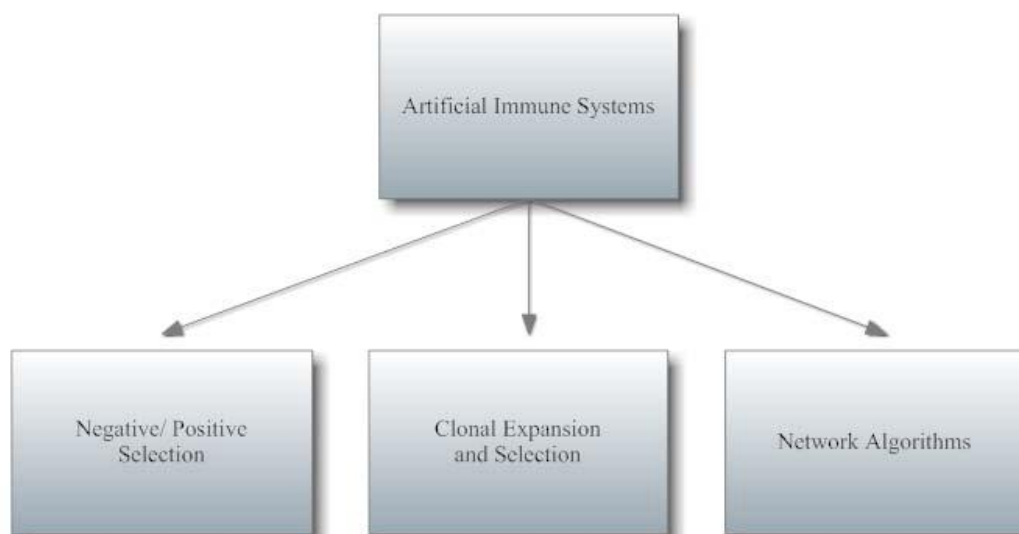 Artificial Immune Systems
Negative/ Positive
Selection
Clonal Expansion
and Selection
Network Algorithms